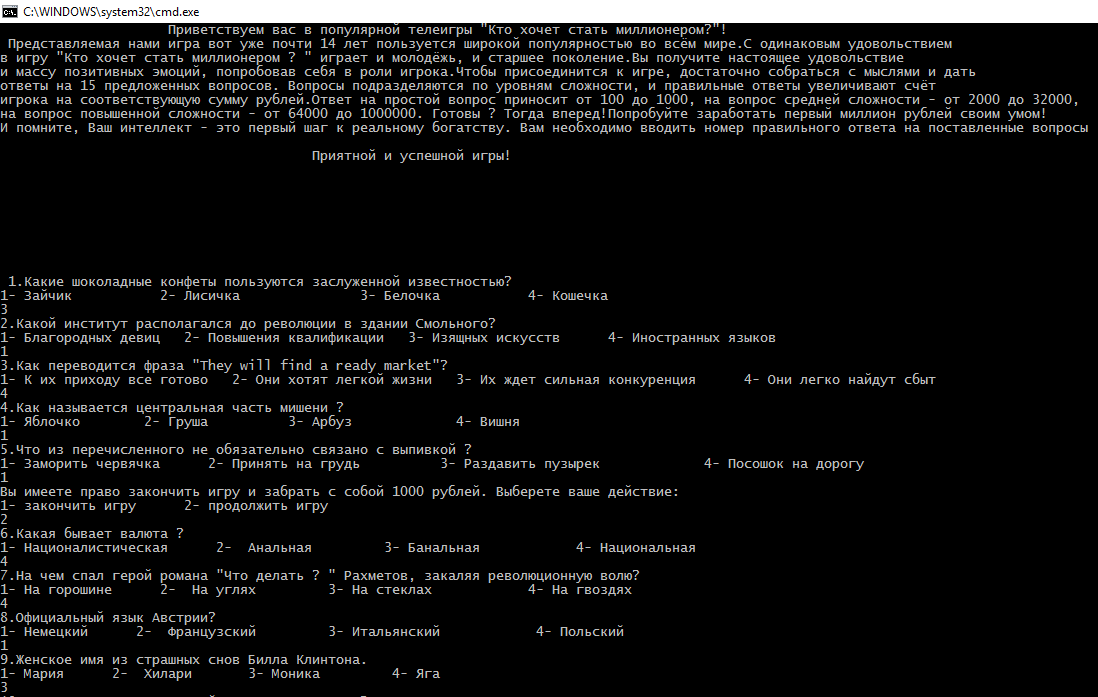 C:\WINDOWS\system32\cmd.exe
Приветствуем вас в популярной телеигры "Кто хочет стать миллионером?"!
Представляемая нами игра вот уже почти 14 лет пользуется широкой популярностью во всём мире.С одинаковым удовольствием
в игру "Кто хочет стать миллионером ? " играет и молодёжь, и старшее поколение.Вы получите настоящее удовольствие
и массу позитивных эмоций, попробовав себя в роли игрока.Чтобы присоединится к игре, достаточно собраться с мыслями и дать
ответы на 15 предложенных вопросов. Вопросы подразделяются по уровням сложности, и правильные ответы увеличивают счёт
игрока на соответствующую сумму рублей.Ответ на простой вопрос приносит от 100 до 1000, на вопрос средней сложности - от 2000 до 32000,
на вопрос повышенной сложности - от 64000 до 1000000. Готовы ? Тогда вперед!Попробуйте заработать первый миллион рублей своим умом!
И помните, Ваш интеллект - это первый шаг к реальному богатству. Вам необходимо вводить номер правильного ответа на поставленные вопросы
Приятной и успешной игры!
1.Какие шоколадные конфеты пользуются заслуженной известностью?
1- Зайчик 2- Лисичка 3- Белочка 4- Кошечка
3
2.Какой институт располагался до революции в здании Смольного?
1- Благородных девиц 2- Повышения квалификации 3- Изящных искусств 4- Иностранных языков
1
3.Как переводится фраза "They will find a ready market"?
1- К их приходу все готово 2- Они хотят легкой жизни 3- Их ждет сильная конкуренция 4- Они легко найдут сбыт
4
4.Как называется центральная часть мишени ?
1- Яблочко 2- Груша 3- Арбуз 4- Вишня
1
5.Что из перечисленного не обязательно связано с выпивкой ?
1- Заморить червячка 2- Принять на грудь 3- Раздавить пузырек 4- Посошок на дорогу
1
Вы имеете право закончить игру и забрать с собой 1000 рублей. Выберете ваше действие:
1- закончить игру 2- продолжить игру
2
6.Какая бывает валюта ?
1- Националистическая 2- Анальная 3- Банальная 4- Национальная
4
7.На чем спал герой романа "Что делать ? " Рахметов, закаляя революционную волю?
1- На горошине 2- На углях 3- На стеклах 4- На гвоздях
4
8.Официальный язык Австрии?
1- Немецкий 2- Французский 3- Итальянский 4- Польский
1
9.Женское имя из страшных снов Билла Клинтона.
1- Мария 2- Хилари 3- Моника 4- Яга
3